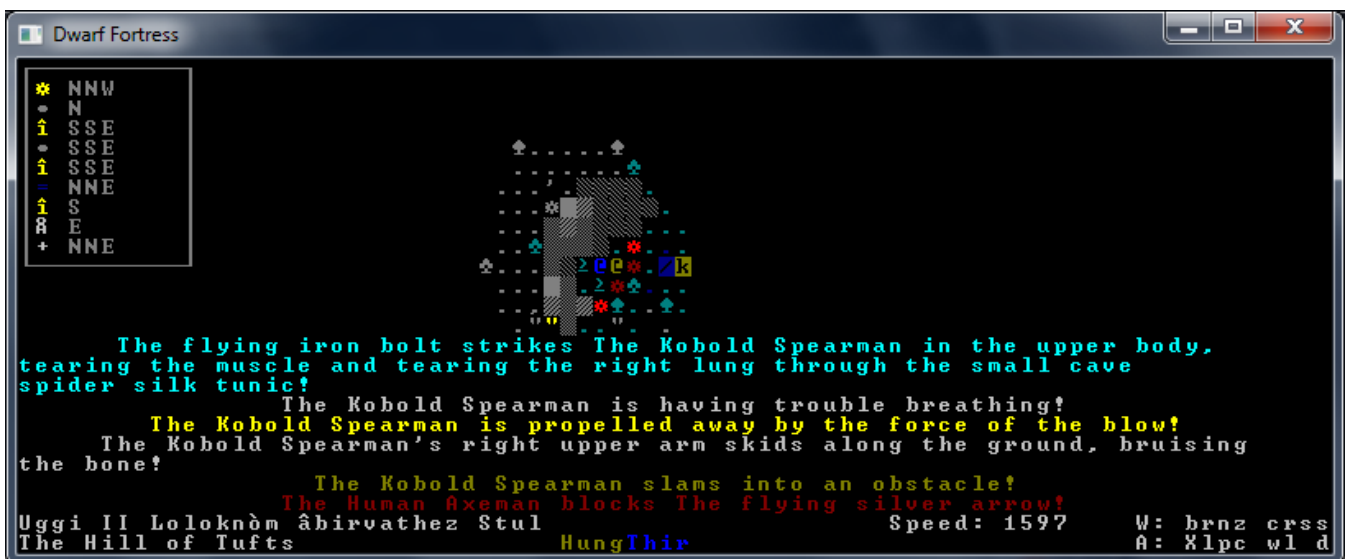 Dwarf Fortress
NNW
N
SSE
SSE
SSE
NNE
S
E
NNE
The flying iron bolt strikes The Kobold Spearman in the upper body,
tearing the muscle and tearing the right lung through the small cave
spider silk tunic!
The Kobold Spearman is having trouble breathing!
The Kobold Spearman is propelled away by the force of the blow!
The Kobold Spearman's right upper arm skids along the ground, bruising
the bone!
The Kobold Spearman slams into an obstacle!
The Human Axeman blocks The flying silver arrow!
Uggi II Loloknòm âbirvathez Stul Speed: 1597 W: brnz crss
The Hill of Tufts HungThir A: Xlpc wl d